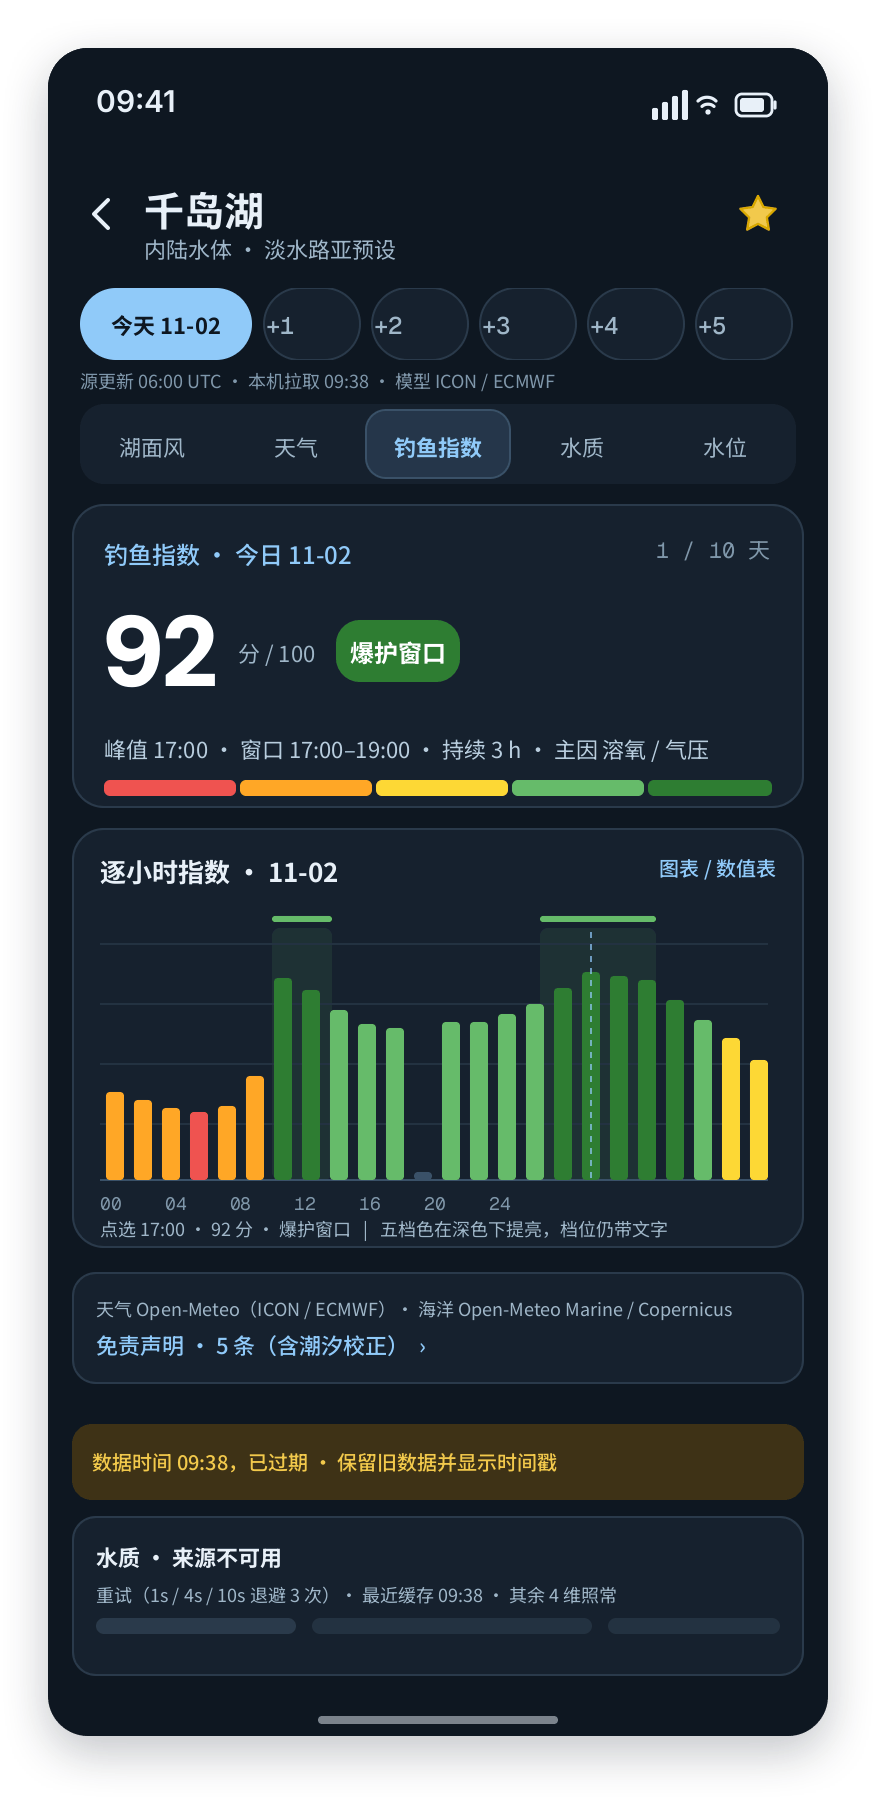 09:41
千岛湖
内陆水体 · 淡水路亚预设
今天 11-02 +1 +2 +3 +4 +5
源更新 06:00 UTC · 本机拉取 09:38 · 模型 ICON / ECMWF
湖面风 天气 钓鱼指数 水质 水位
钓鱼指数 · 今日 11-02 1 / 10 天
92 分 / 100 爆护窗口
峰值 17:00 · 窗口 17:00–19:00 · 持续 3 h · 主因 溶氧 / 气压
逐小时指数 · 11-02 图表 / 数值表
00 04 08 12 16 20 24
点选 17:00 · 92 分 · 爆护窗口 ｜ 五档色在深色下提亮，档位仍带文字
天气 Open-Meteo（ICON / ECMWF） · 海洋 Open-Meteo Marine / Copernicus
免责声明 · 5 条（含潮汐校正） ›
数据时间 09:38，已过期 · 保留旧数据并显示时间戳
水质 · 来源不可用
重试（1s / 4s / 10s 退避 3 次） · 最近缓存 09:38 · 其余 4 维照常